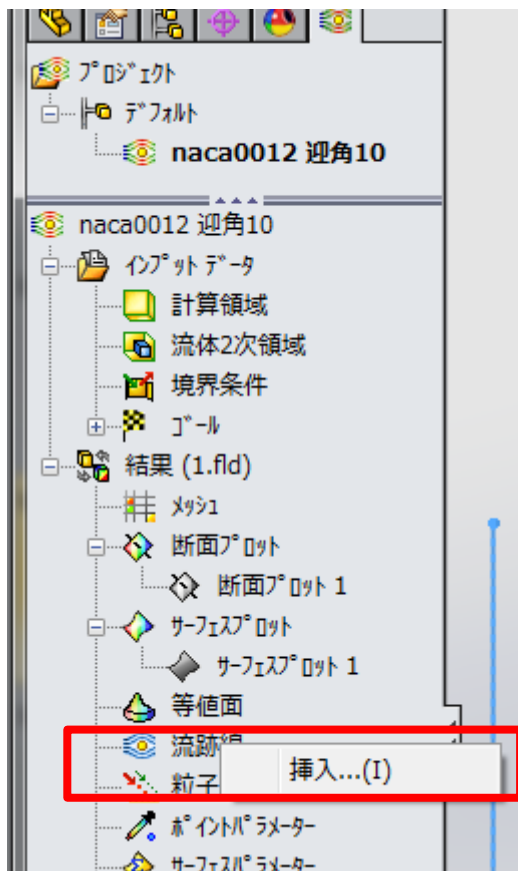 ﾌﾟﾛｼﾞｪｸﾄ
ﾃﾞﾌｫﾙﾄ
naca0012 迎角10
naca0012 迎角10
ｲﾝﾌﾟｯﾄ ﾃﾞｰﾀ
計算領域
流体2次領域
境界条件
ｺﾞｰﾙ
結果 (1.fld)
ﾒｯｼｭ
断面ﾌﾟﾛｯﾄ
断面ﾌﾟﾛｯﾄ 1
ｻｰﾌｪｽﾌﾟﾛｯﾄ
ｻｰﾌｪｽﾌﾟﾛｯﾄ 1
等値面
流跡線
挿入...(I)
粒子
ﾎﾟｲﾝﾄﾊﾟﾗﾒｰﾀｰ
ｻｰﾌｪｽﾊﾟﾗﾒｰﾀｰ